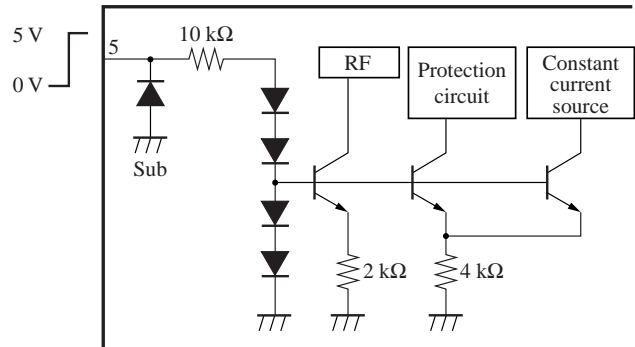 5 V
0 V
5
10 kΩ
RF
Protection
circuit
Constant
current
source
Sub
2 kΩ
4 kΩ